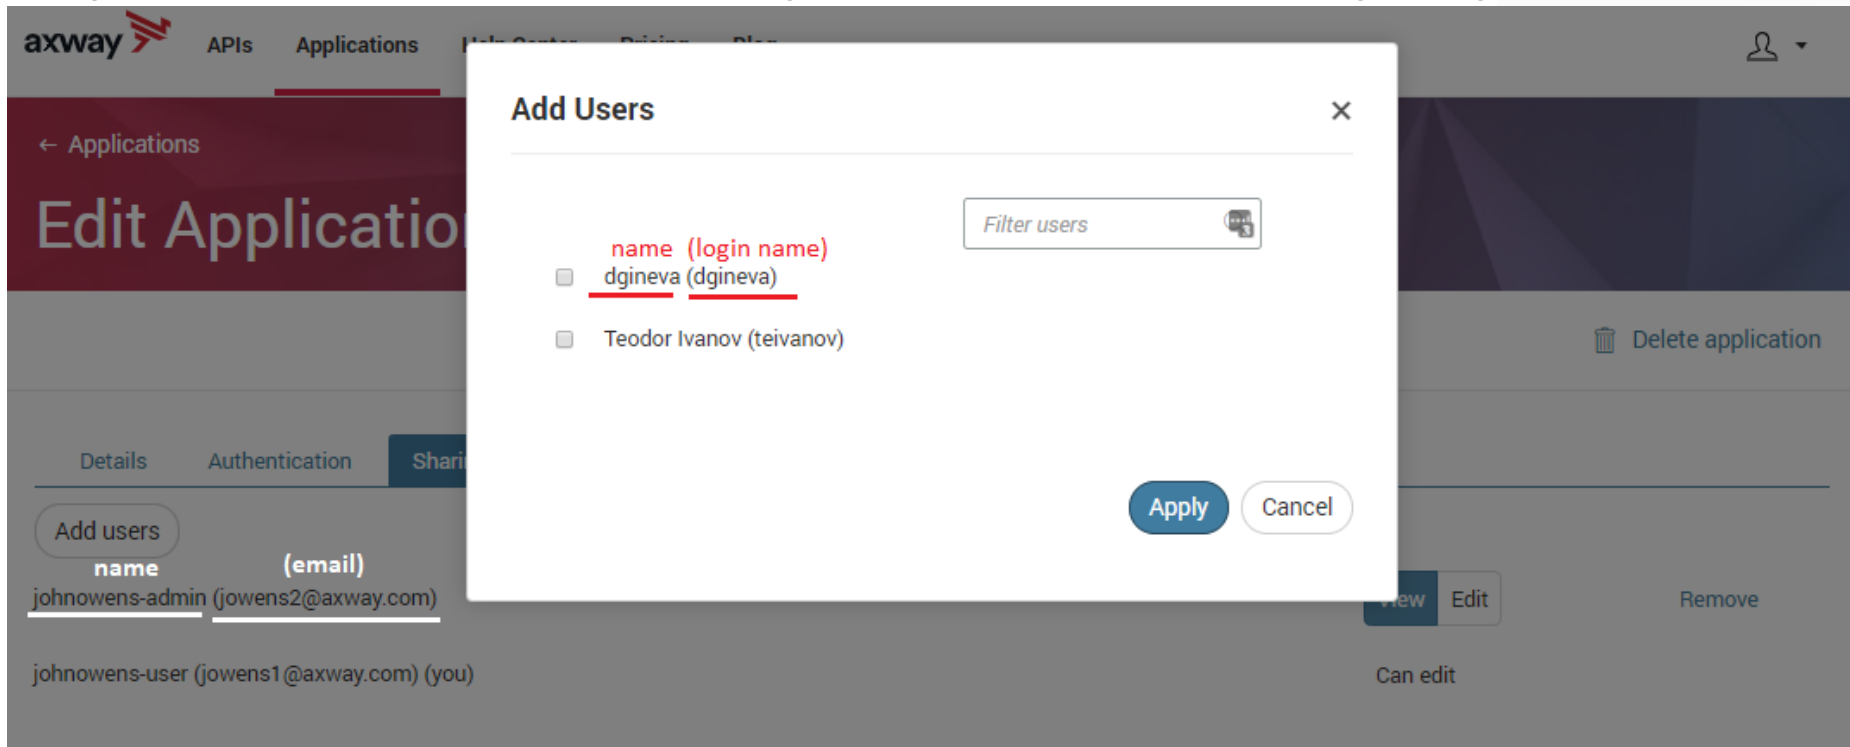 axway APIs Applications
Add Users
← Applications
Edit Applicatio
Filter users
name (login name)
dgineva (dgineva)
Teodor Ivanov (teivanov)
Delete application
Details Authentication Shari
Apply Cancel
Add users
name (email)
johnowens-admin (jowens2@axway.com)
View Edit Remove
johnowens-user (jowens1@axway.com) (you)
Can edit